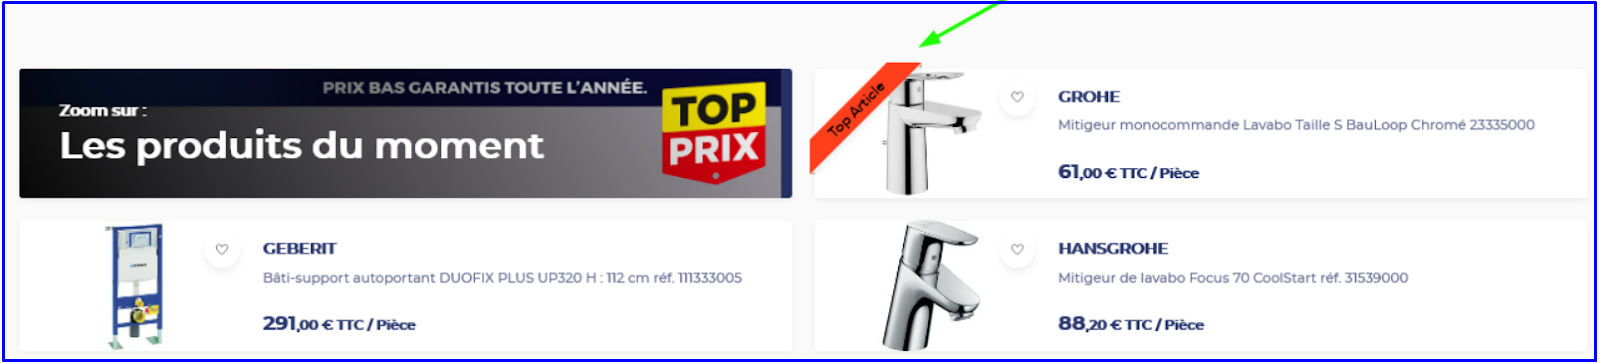 PRIX BAS GARANTIS TOUTE L'ANNÉE.
Zoom sur :
Les produits du moment
TOP
PRIX
Top Article
GROHE
Mitigeur monocommande Lavabo Taille S BauLoop Chromé 23335000
61,00 € TTC / Pièce
GEBERIT
Bâti-support autoportant DUOFIX PLUS UP320 H : 112 cm réf. 111333005
291,00 € TTC / Pièce
HANSGROHE
Mitigeur de lavabo Focus 70 CoolStart réf. 31539000
88,20 € TTC / Pièce